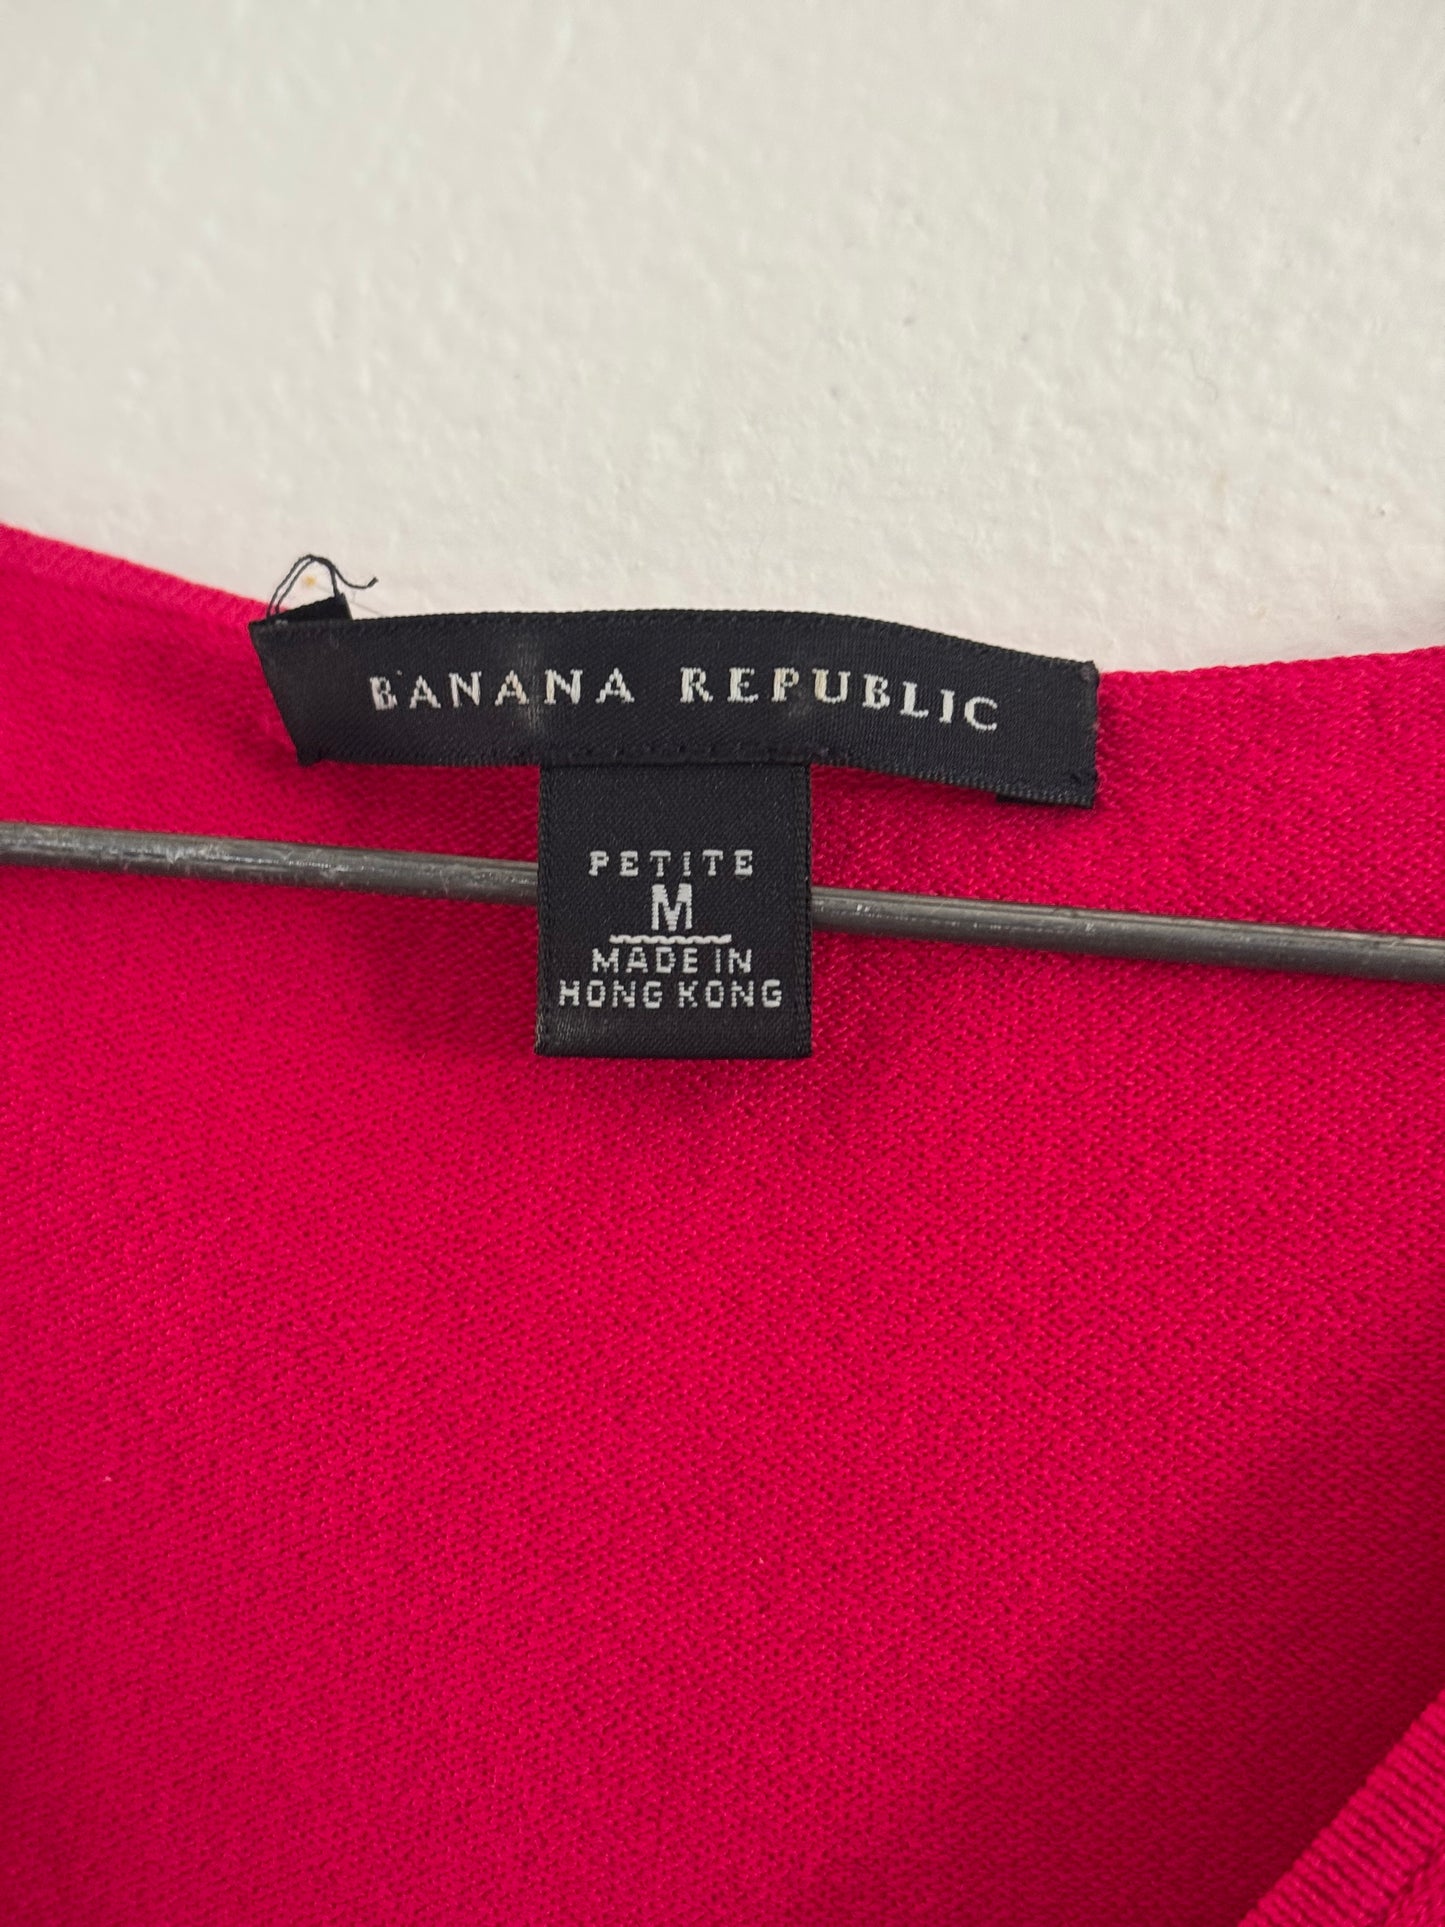 BANANA REPUBLIC
PETITE
M
MADE IN
HONG KONG